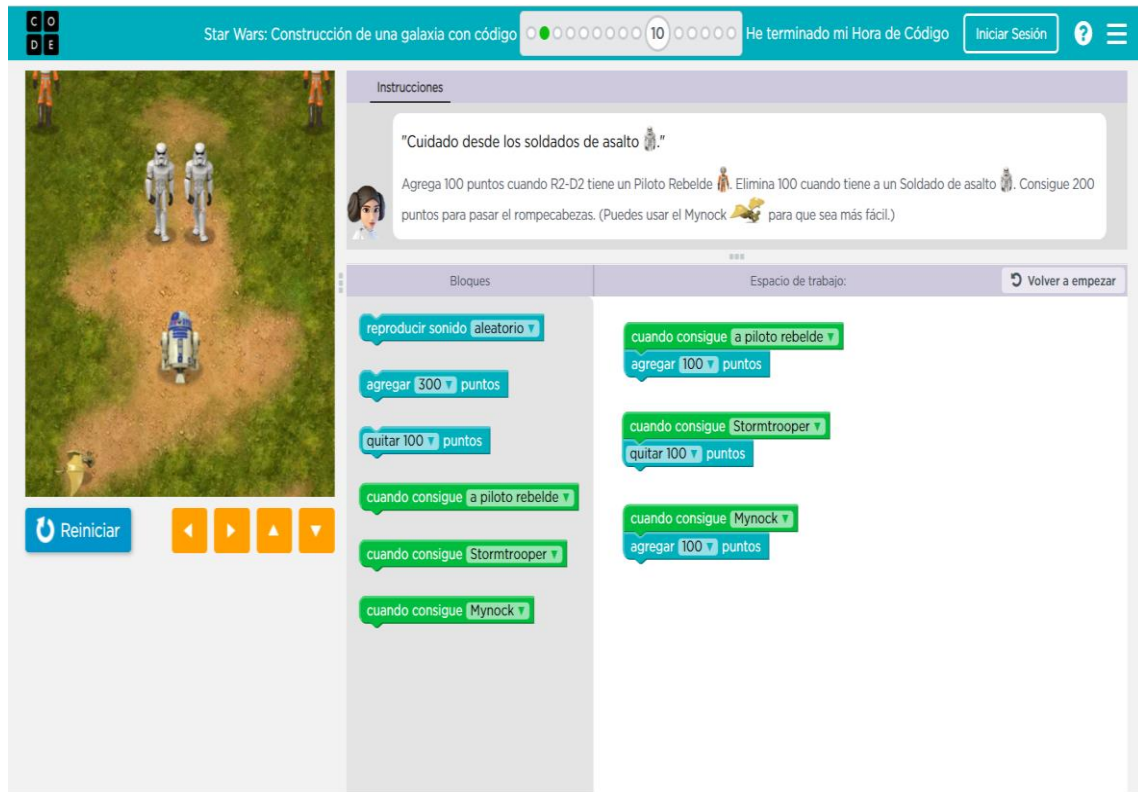 C O
D E
Star Wars: Construcción de una galaxia con código
10
He terminado mi Hora de Código
Iniciar Sesión
?
Instrucciones
"Cuidado desde los soldados de asalto."
Agrega 100 puntos cuando R2-D2 tiene un Piloto Rebelde. Elimina 100 cuando tiene a un Soldado de asalto. Consigue 200
puntos para pasar el rompecabezas. (Puedes usar el Mynock para que sea más fácil.)
Bloques
Espacio de trabajo:
Volver a empezar
reproducir sonido aleatorio
agregar 300 puntos
quitar 100 puntos
cuando consigue a piloto rebelde
cuando consigue Stormtrooper
cuando consigue Mynock
cuando consigue a piloto rebelde
agregar 100 puntos
cuando consigue Stormtrooper
quitar 100 puntos
cuando consigue Mynock
agregar 100 puntos
Reiniciar